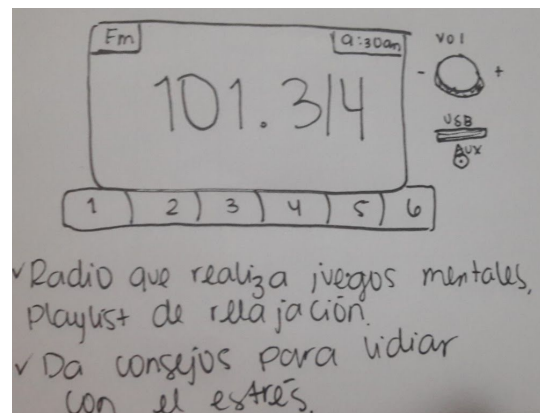 Fm
9:30am
VOl
101.3/4
- +
USB
AUX
1 2 3 4 5 6
✓ Radio que realiza juegos mentales,
playlist de relajación.
✓ Da consejos para lidiar
con el estrés.